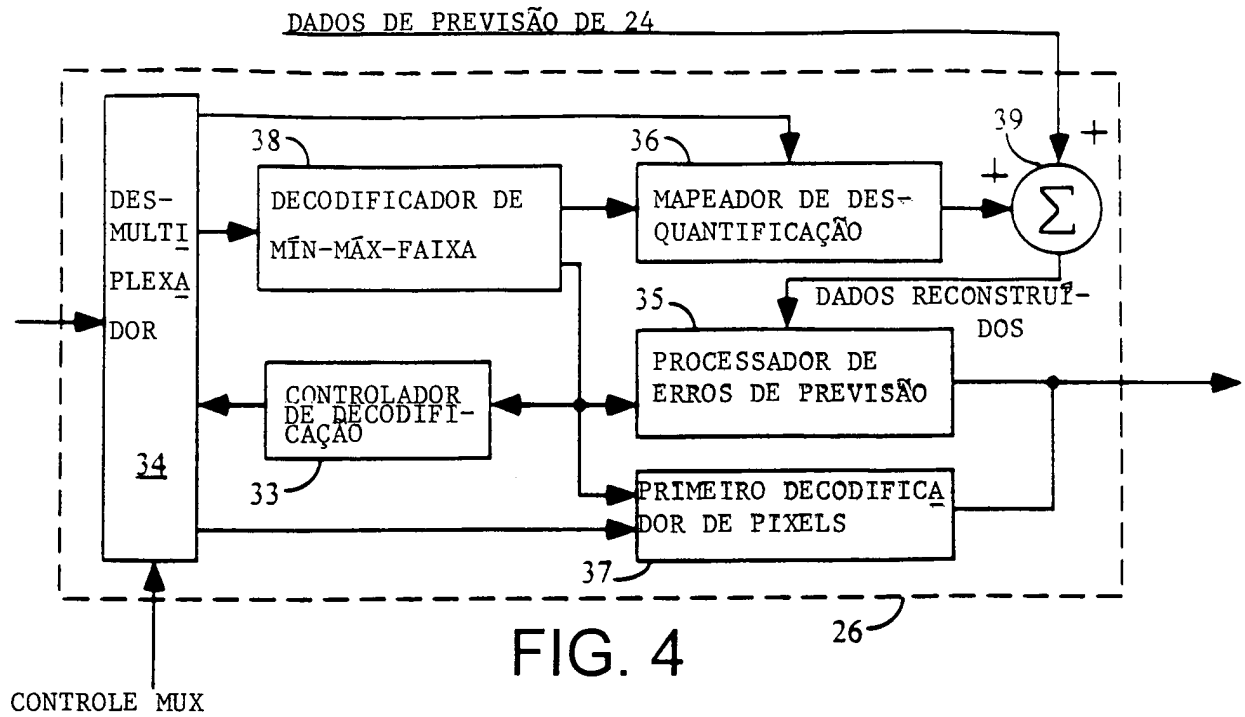 DADOS DE PREVISÃO DE 24
39
+
+
38
36
DES-
MULTI
PLEXA
DOR
34
DECODIFICADOR DE
MÍN-MÁX-FAIXA
MAPEADOR DE DES-
QUANTIFICAÇÃO
Σ
35
DADOS RECONSTRUÍ-
DOS
PROCESSADOR DE
ERROS DE PREVISÃO
CONTROLADOR
DE DECODIFI-
CAÇÃO
33
PRIMETRO DECODIFICA
DOR DE PIXELS
37
26
FIG. 4
CONTROLE MUX